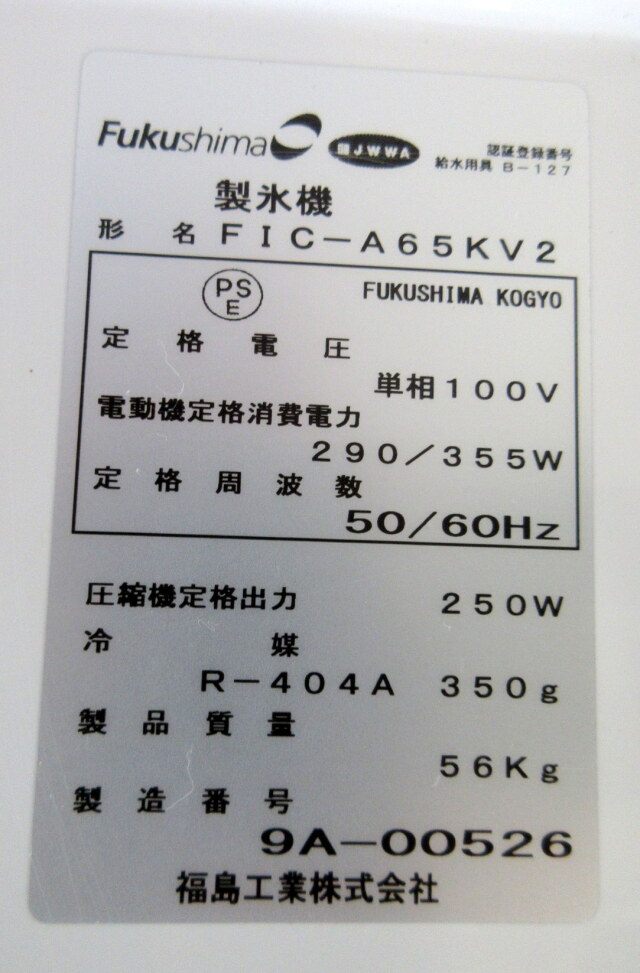 Fukushima JWWA 認証登録番号
給水用具 B-127
製氷機
形名 FIC-A65KV2
PSE FUKUSHIMA KOGYO
定格電圧
単相100V
電動機定格消費電力
290/355W
定格周波数
50/60Hz
圧縮機定格出力 250W
冷媒
R-404A 350g
製品質量
56Kg
製造番号
9A-00526
福島工業株式会社